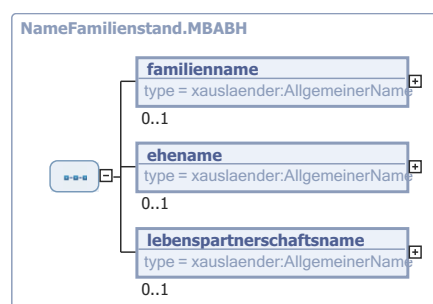 NameFamilienstand.MBABH
familienname
type = xauslaender:AllgemeinerName
0..1
ehename
type = xauslaender:AllgemeinerName
0..1
lebenspartnerschaftsname
type = xauslaender:AllgemeinerName
0..1